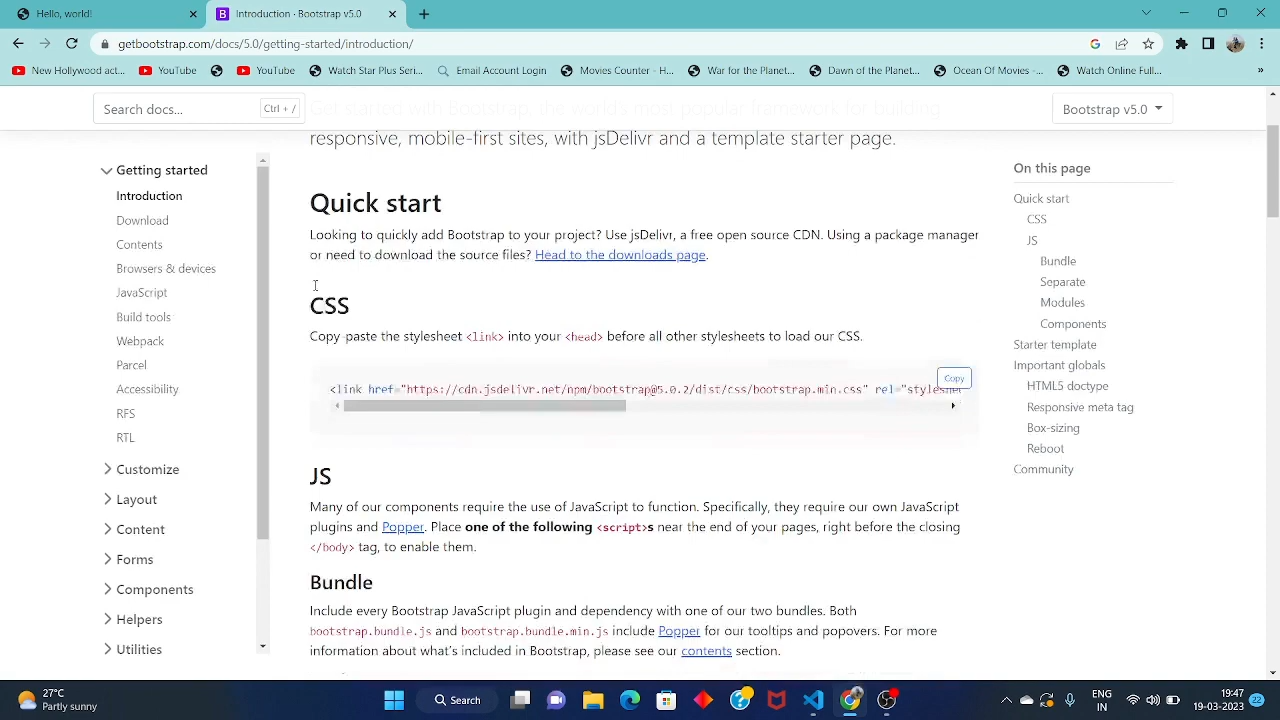 Hello, world!
Introduction · Bootstrap v5.0
getbootstrap.com/docs/5.0/getting-started/introduction/
New Hollywood act...
YouTube
YouTube
Watch Star Plus Seri...
Email Account Login
Movies Counter - H...
War for the Planet...
Dawn of the Planet...
Ocean Of Movies -...
Watch Online Full...
»
Search docs...
Ctrl + /
Get started with Bootstrap, the world's most popular framework for building
Bootstrap v5.0
responsive, mobile-first sites, with jsDelivr and a template starter page.
Getting started
Introduction
Download
Contents
Browsers & devices
JavaScript
Build tools
Webpack
Parcel
Accessibility
RFS
RTL
Customize
Layout
Content
Forms
Components
Helpers
Utilities
Quick start
Looking to quickly add Bootstrap to your project? Use jsDelivr, a free open source CDN. Using a package manager
or need to download the source files? Head to the downloads page.
CSS
Copy paste the stylesheet <link> into your <head> before all other stylesheets to load our CSS.
Copy
<link href="https://cdn.jsdelivr.net/npm/bootstrap@5.0.2/dist/css/bootstrap.min.css" rel="styleshe
JS
Many of our components require the use of JavaScript to function. Specifically, they require our own JavaScript
plugins and Popper. Place one of the following <script>s near the end of your pages, right before the closing
</body> tag, to enable them.
Bundle
Include every Bootstrap JavaScript plugin and dependency with one of our two bundles. Both
bootstrap.bundle.js and bootstrap.bundle.min.js include Popper for our tooltips and popovers. For more
information about what's included in Bootstrap, please see our contents section.
On this page
Quick start
CSS
JS
Bundle
Separate
Modules
Components
Starter template
Important globals
HTML5 doctype
Responsive meta tag
Box-sizing
Reboot
Community
27°C
Partly sunny
Search
ENG
IN
19:47
19-03-2023
22